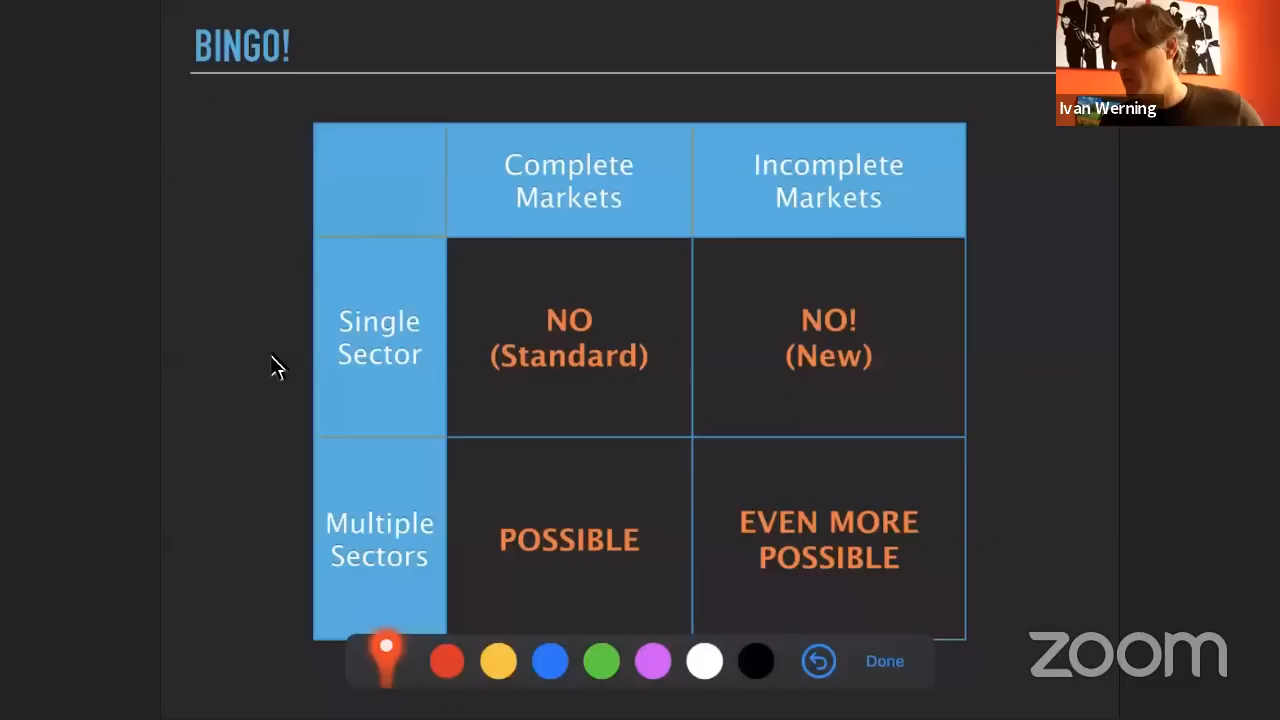 BINGO!
Ivan Werning
Complete
Markets
Incomplete
Markets
Single
Sector
NO
(Standard)
NO!
(New)
Multiple
Sectors
POSSIBLE
EVEN MORE
POSSIBLE
Done
zoom